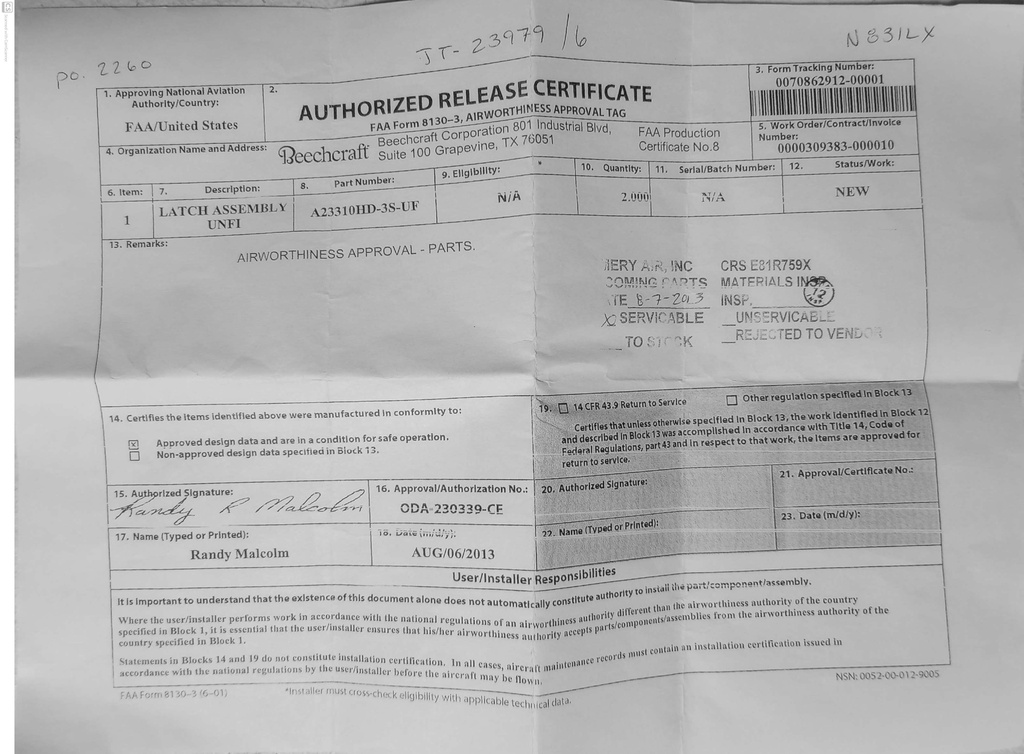 po. 2260
JT-23979/6
N831LX
1. Approving National Aviation Authority/Country:
FAA/United States
2.
AUTHORIZED RELEASE CERTIFICATE
FAA Form 8130-3, AIRWORTHINESS APPROVAL TAG
3. Form Tracking Number:
0070862912-00001
4. Organization Name and Address:
Beechcraft
Beechcraft Corporation 801 Industrial Blvd,
Suite 100 Grapevine, TX 76051
FAA Production
Certificate No.8
5. Work Order/Contract/Invoice
Number:
0000309383-000010
6. Item:
7. Description:
8. Part Number:
9. Eligibility: *
10. Quantity:
11. Serial/Batch Number:
12. Status/Work:
1
LATCH ASSEMBLY
UNFI
A23310HD-3S-UF
N/A
2.000
N/A
NEW
13. Remarks:
AIRWORTHINESS APPROVAL - PARTS.
IERY AIR, INC CRS E81R759X
COMING PARTS MATERIALS INSP.
TE 8-7-2013 INSP. 12
X SERVICABLE __UNSERVICABLE
__ TO STOCK __REJECTED TO VENDOR
14. Certifies the items identified above were manufactured in conformity to:
☒ Approved design data and are in a condition for safe operation.
☐ Non-approved design data specified in Block 13.
19: ☐ 14 CFR 43.9 Return to Service ☐ Other regulation specified in Block 13
Certifies that unless otherwise specified in Block 13, the work identified in Block 12
and described in Block 13 was accomplished in accordance with Title 14, Code of
Federal Regulations, part 43 and in respect to that work, the items are approved for
return to service.
15. Authorized Signature:
Randy R Malcolm
16. Approval/Authorization No.:
ODA-230339-CE
20. Authorized Signature:
21. Approval/Certificate No.:
17. Name (Typed or Printed):
Randy Malcolm
18. Date (m/d/y):
AUG/06/2013
22. Name (Typed or Printed):
23. Date (m/d/y):
User/Installer Responsibilities
It is important to understand that the existence of this document alone does not automatically constitute authority to install the part/component/assembly.
Where the user/installer performs work in accordance with the national regulations of an airworthiness authority different than the airworthiness authority of the country
specified in Block 1, it is essential that the user/installer ensures that his/her airworthiness authority accepts parts/components/assemblies from the airworthiness authority of the
country specified in Block 1.
Statements in Blocks 14 and 19 do not constitute installation certification. In all cases, aircraft maintenance records must contain an installation certification issued in
accordance with the national regulations by the user/installer before the aircraft may be flown.
FAA Form 8130-3 (6-01)
*Installer must cross-check eligibility with applicable technical data.
NSN: 0052-00-012-9005